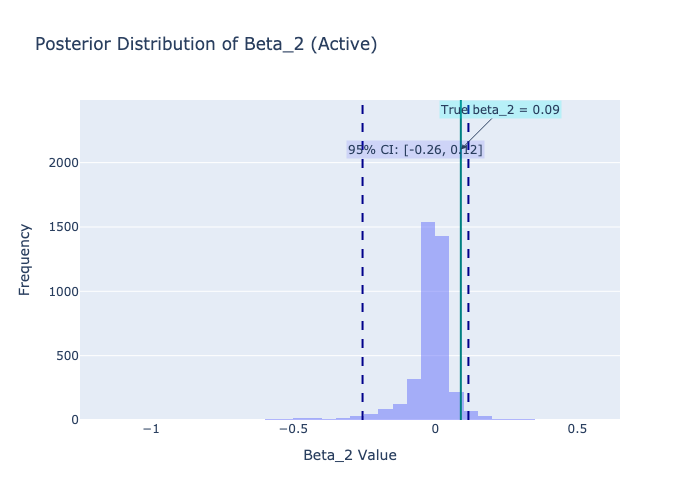 Posterior Distribution of Beta_2 (Active)
True beta_2 = 0.09
95% CI: [-0.26, 0.12]
2000
1500
1000
500
0
Frequency
−1
−0.5
0
0.5
Beta_2 Value